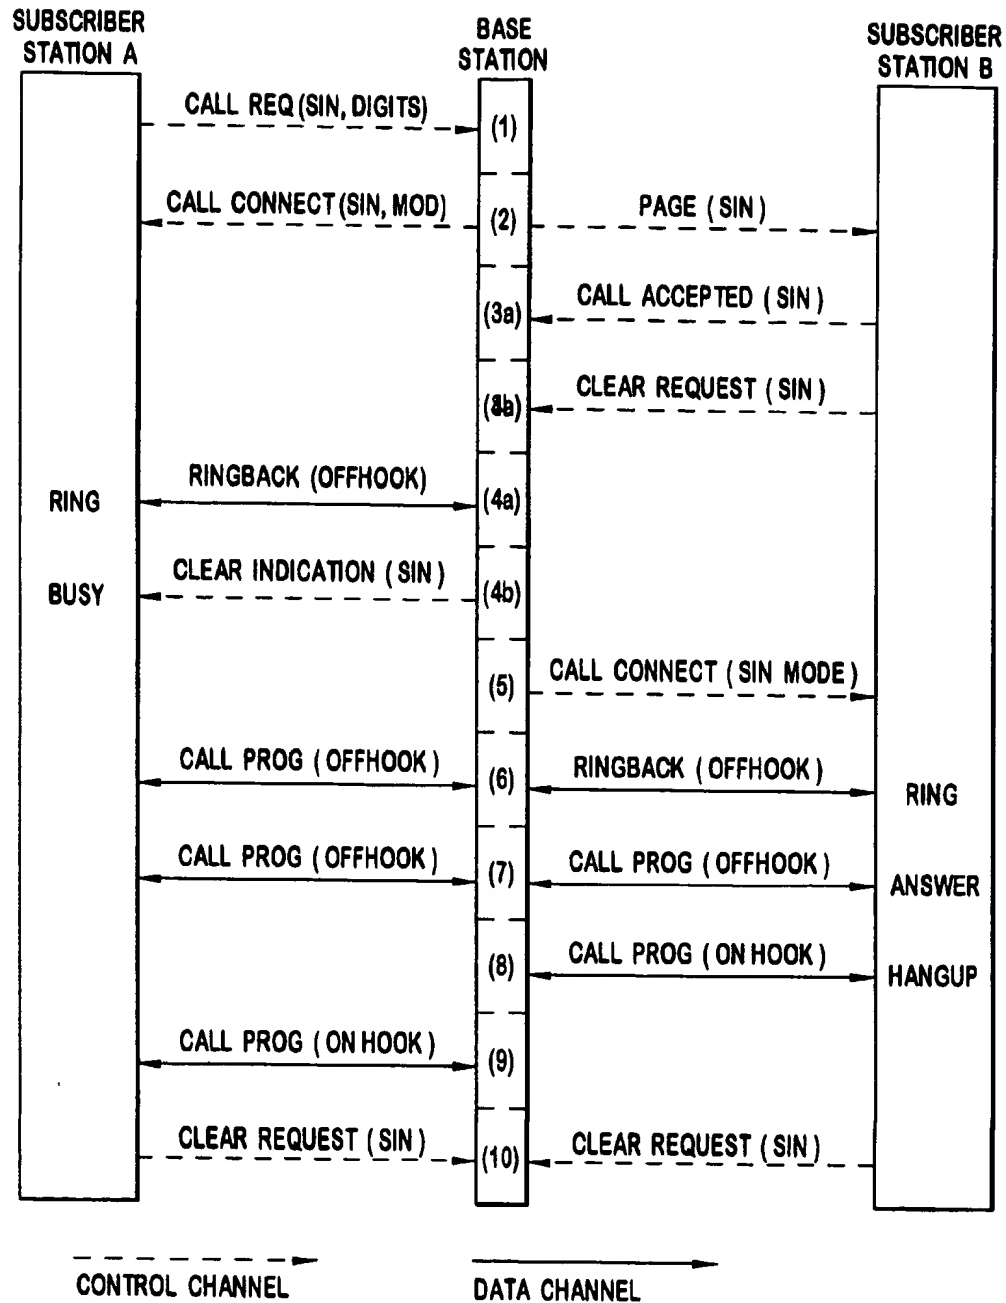 SUBSCRIBER
STATION A
BASE
STATION
SUBSCRIBER
STATION B
CALL REQ (SIN, DIGITS)
(1)
CALL CONNECT (SIN, MOD)
(2)
PAGE (SIN)
(3a)
CALL ACCEPTED (SIN)
CLEAR REQUEST (SIN)
RING
RINGBACK (OFFHOOK)
(4a)
BUSY
CLEAR INDICATION (SIN)
(4b)
(5)
CALL CONNECT (SIN MODE)
CALL PROG (OFFHOOK)
(6)
RINGBACK (OFFHOOK)
RING
CALL PROG (OFFHOOK)
(7)
CALL PROG (OFFHOOK)
ANSWER
(8)
CALL PROG (ON HOOK)
HANGUP
CALL PROG (ON HOOK)
(9)
CLEAR REQUEST (SIN)
(10)
CLEAR REQUEST (SIN)
CONTROL CHANNEL
DATA CHANNEL